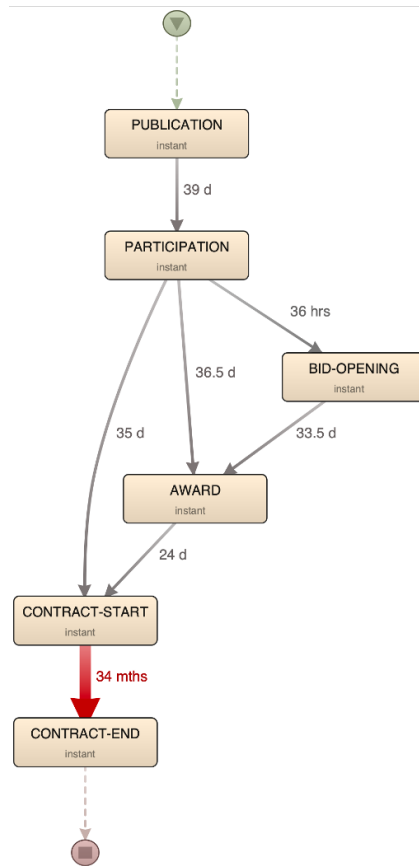 PUBLICATION
instant
39 d
PARTICIPATION
instant
36 hrs
36.5 d
BID-OPENING
instant
35 d
33.5 d
AWARD
instant
24 d
CONTRACT-START
instant
34 mths
CONTRACT-END
instant